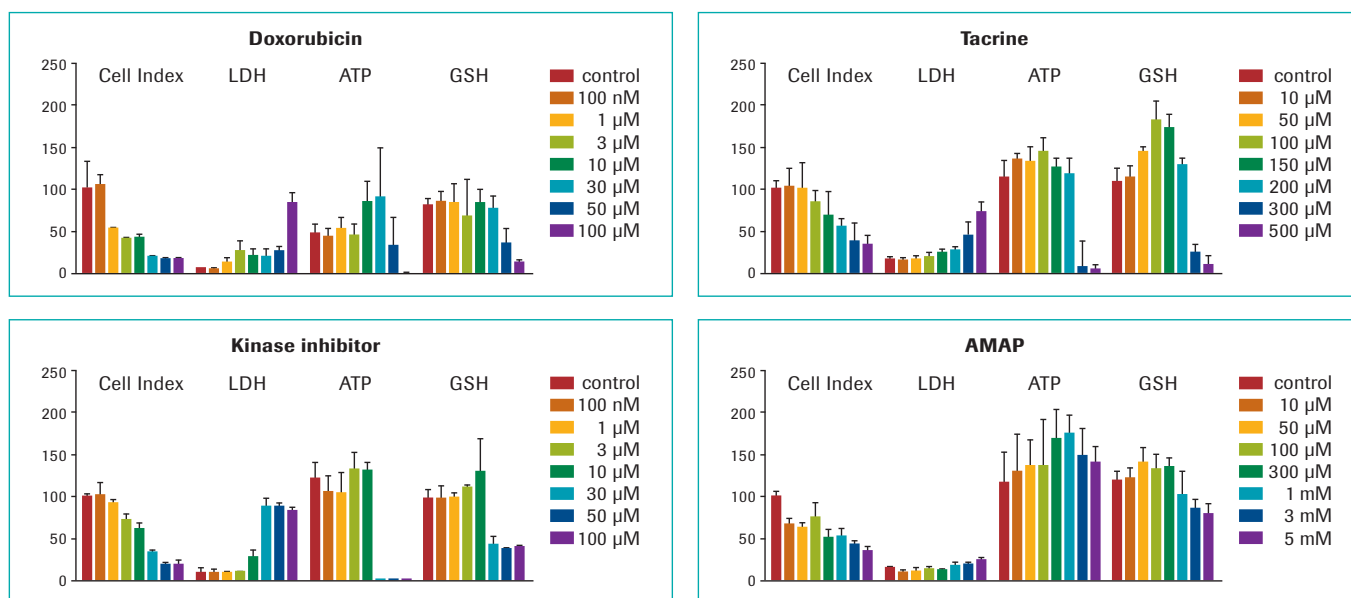 Doxorubicin
250
200
150
100
50
0
Cell Index
LDH
ATP
GSH
control
100 nM
1 µM
3 µM
10 µM
30 µM
50 µM
100 µM
Tacrine
250
200
150
100
50
0
Cell Index
LDH
ATP
GSH
control
10 µM
50 µM
100 µM
150 µM
200 µM
300 µM
500 µM
Kinase inhibitor
250
200
150
100
50
0
Cell Index
LDH
ATP
GSH
control
100 nM
1 µM
3 µM
10 µM
30 µM
50 µM
100 µM
AMAP
250
200
150
100
50
0
Cell Index
LDH
ATP
GSH
control
10 µM
50 µM
100 µM
300 µM
1 mM
3 mM
5 mM